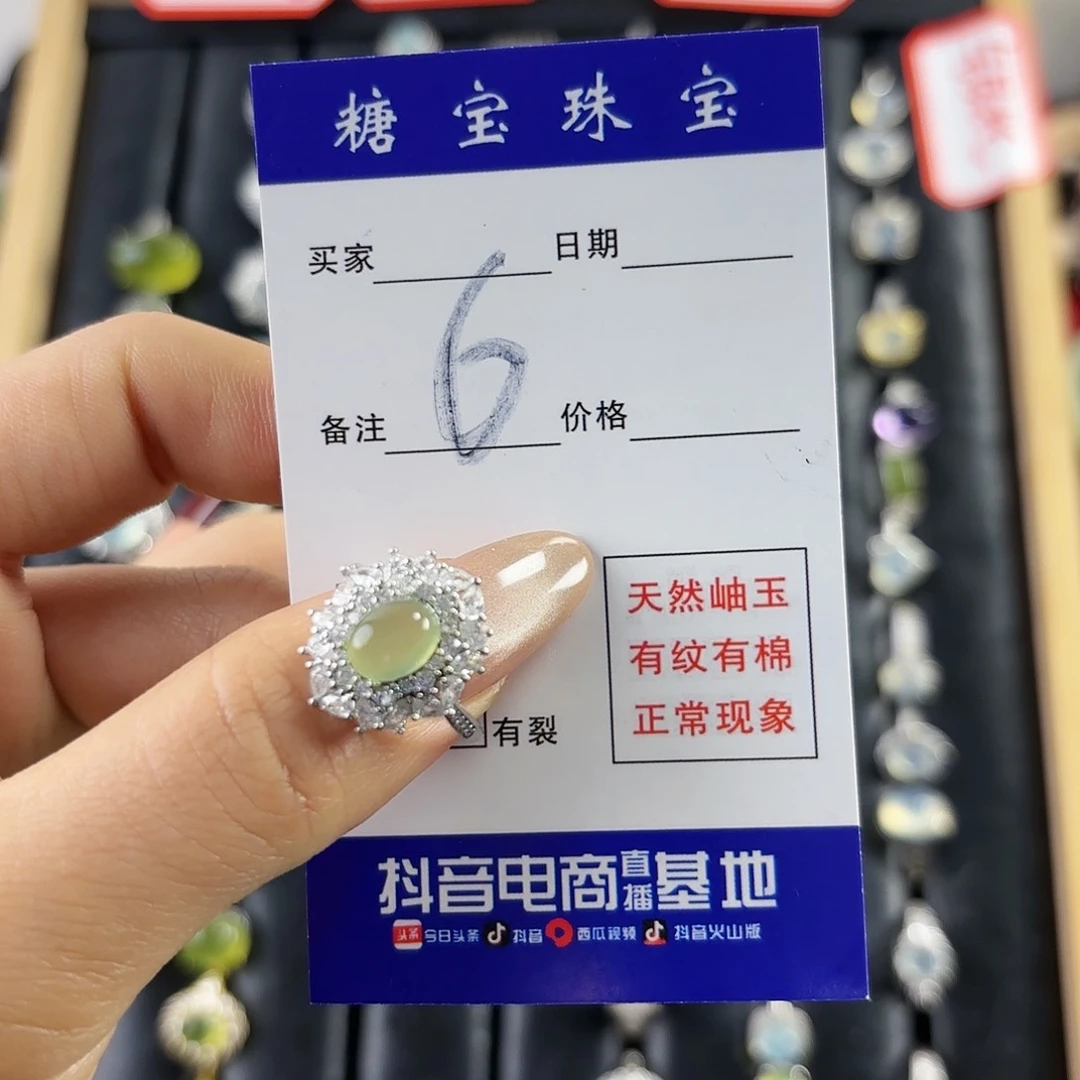 糖宝珠宝
买家 日期
6
备注 价格
天然岫玉
有纹有棉
正常现象
有裂
抖音电商直播基地
头条 今日头条 抖音 西瓜视频 抖音火山版